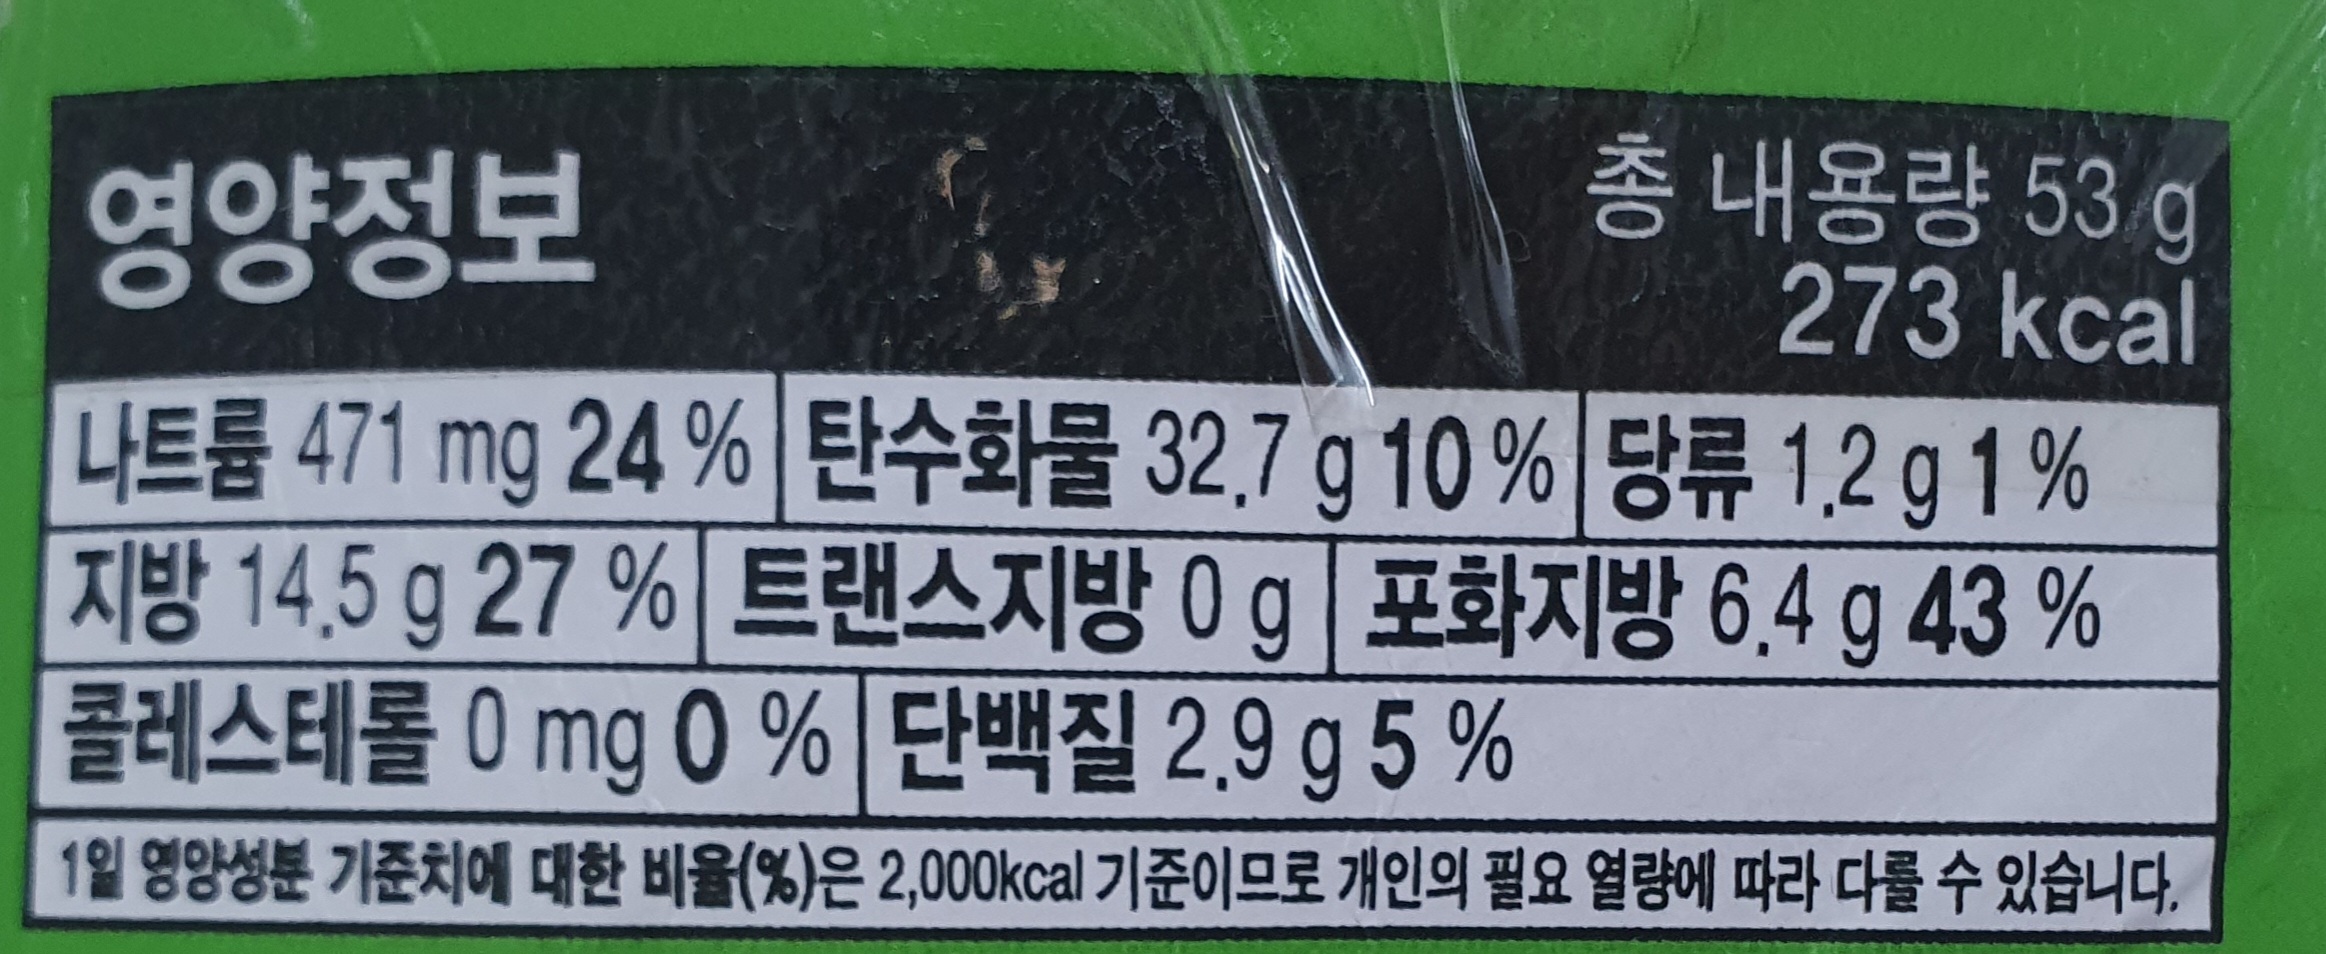 영양정보
총 내용량 53 g
273 kcal
나트륨 471 mg 24 % 탄수화물 32.7 g 10 % 당류 1.2 g 1 %
지방 14.5 g 27 % 트랜스지방 0 g 포화지방 6.4 g 43 %
콜레스테롤 0 mg 0 % 단백질 2.9 g 5 %
1일 영양성분 기준치에 대한 비율(%)은 2,000kcal 기준이므로 개인의 필요 열량에 따라 다를 수 있습니다.